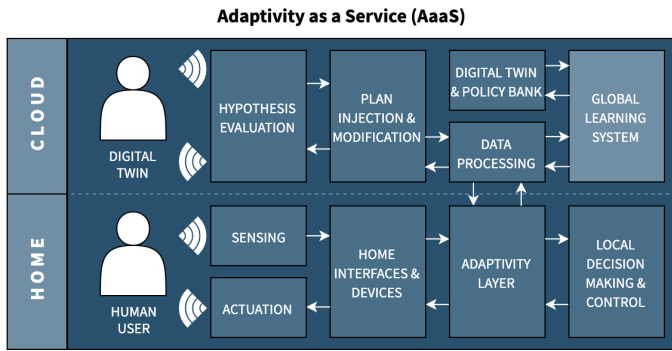 Adaptivity as a Service (AaaS)
CLOUD
DIGITAL
TWIN
HYPOTHESIS
EVALUATION
PLAN
INJECTION &
MODIFICATION
DIGITAL TWIN
& POLICY BANK
DATA
PROCESSING
GLOBAL
LEARNING
SYSTEM
HOME
HUMAN
USER
SENSING
ACTUATION
HOME
INTERFACES &
DEVICES
ADAPTIVITY
LAYER
LOCAL
DECISION
MAKING &
CONTROL